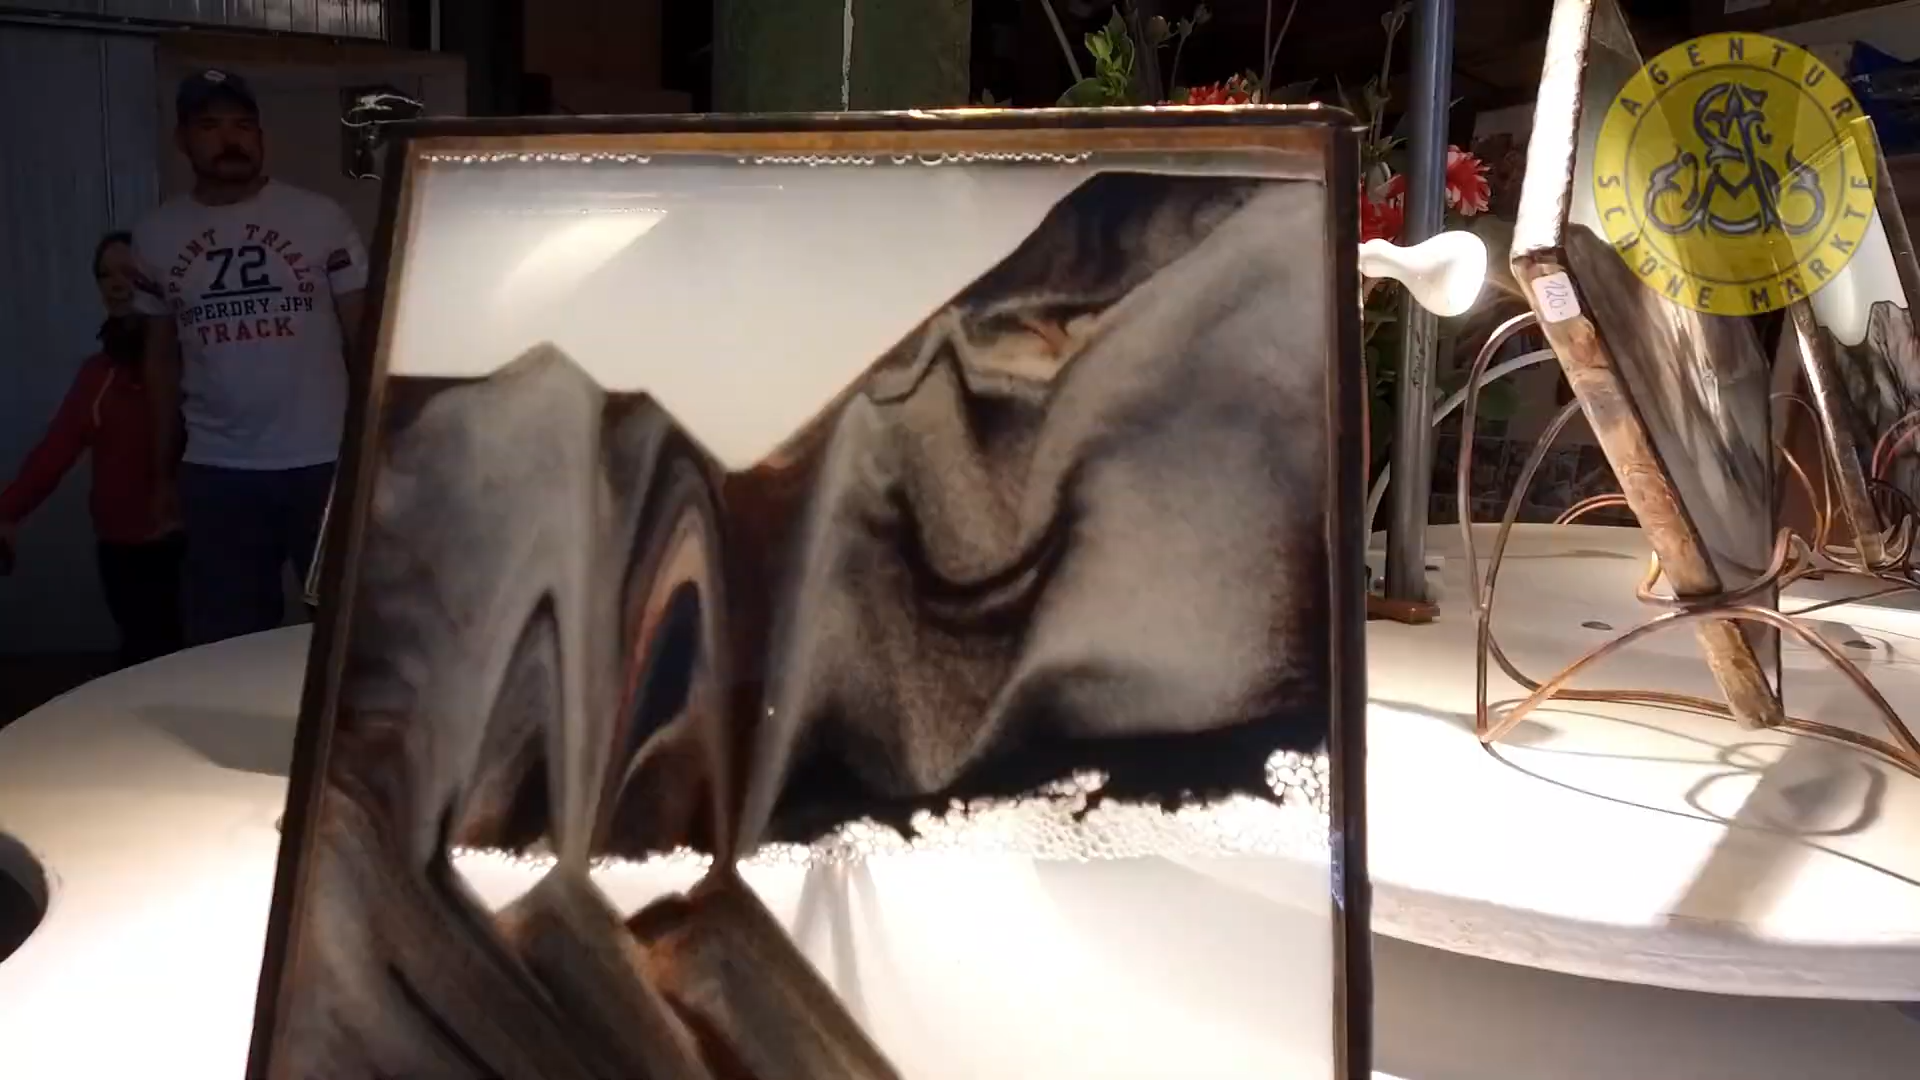 SPRINT TRIALS
72
SUPERDRY.JPN
TRACK
120.-
AGENTUR
SCHÖNE MÄRKTE